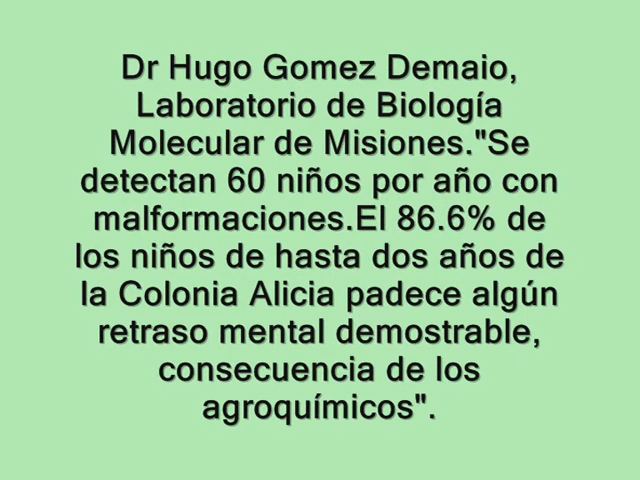 Dr Hugo Gomez Demaio,
Laboratorio de Biología
Molecular de Misiones."Se
detectan 60 niños por año con
malformaciones.El 86.6% de
los niños de hasta dos años de
la Colonia Alicia padece algún
retraso mental demostrable,
consecuencia de los
agroquímicos".